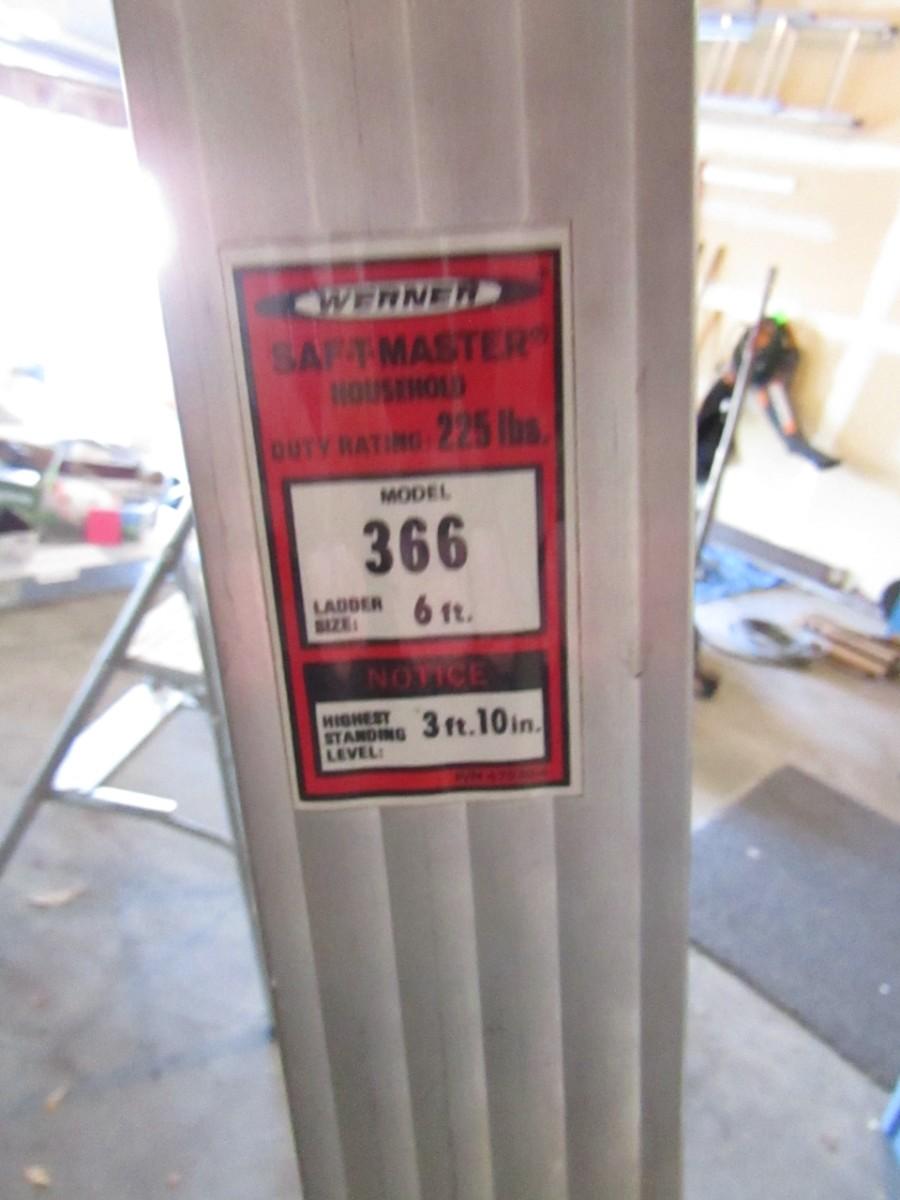 WERNER
SAF-T-MASTER®
HOUSEHOLD
DUTY RATING: 225 lbs.
MODEL
366
LADDER SIZE: 6 ft.
NOTICE
HIGHEST STANDING LEVEL: 3 ft. 10 in.
P/N